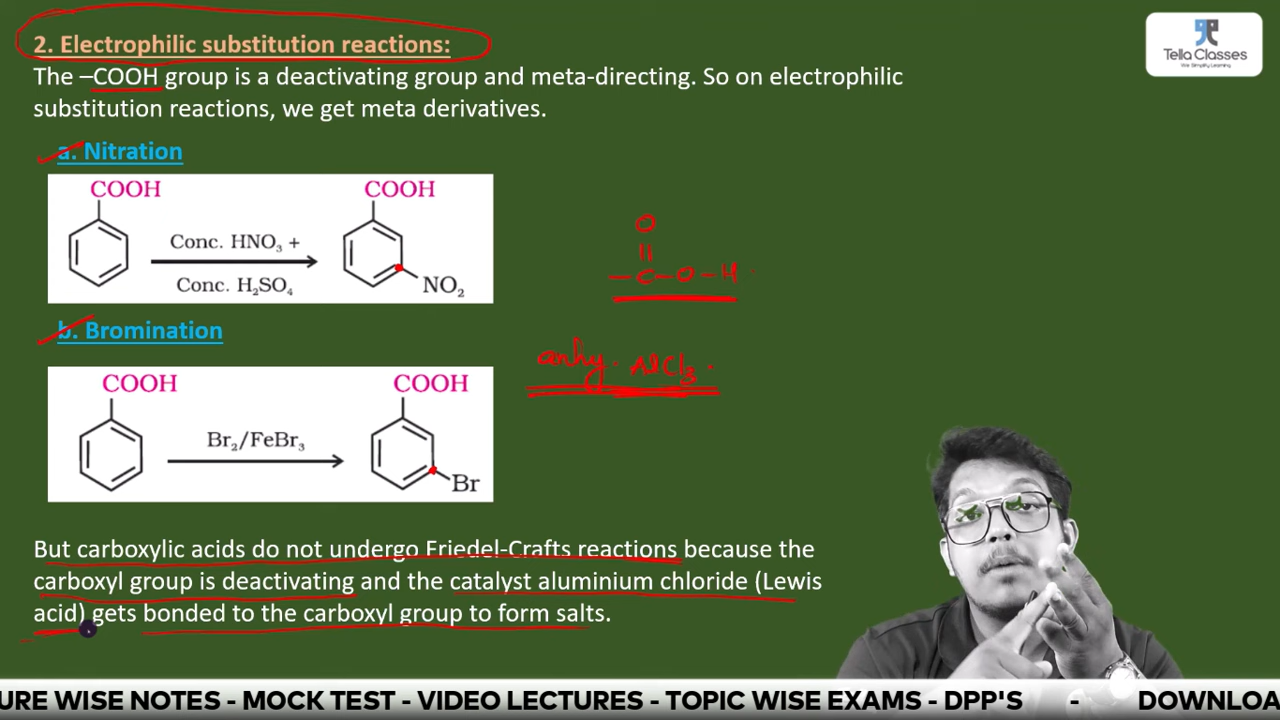 2. Electrophilic substitution reactions:
Tella Classes
We Simplify Learning
The –COOH group is a deactivating group and meta-directing. So on electrophilic
substitution reactions, we get meta derivatives.
a. Nitration
COOH
COOH
Conc. HNO₃ +
Conc. H₂SO₄
NO₂
O
– C – O – H
b. Bromination
anhy. AlCl₃.
COOH
COOH
Br₂/FeBr₃
Br
But carboxylic acids do not undergo Friedel-Crafts reactions because the
carboxyl group is deactivating and the catalyst aluminium chloride (Lewis
acid) gets bonded to the carboxyl group to form salts.
URE WISE NOTES - MOCK TEST - VIDEO LECTURES - TOPIC WISE EXAMS - DPP'S - DOWNLOA